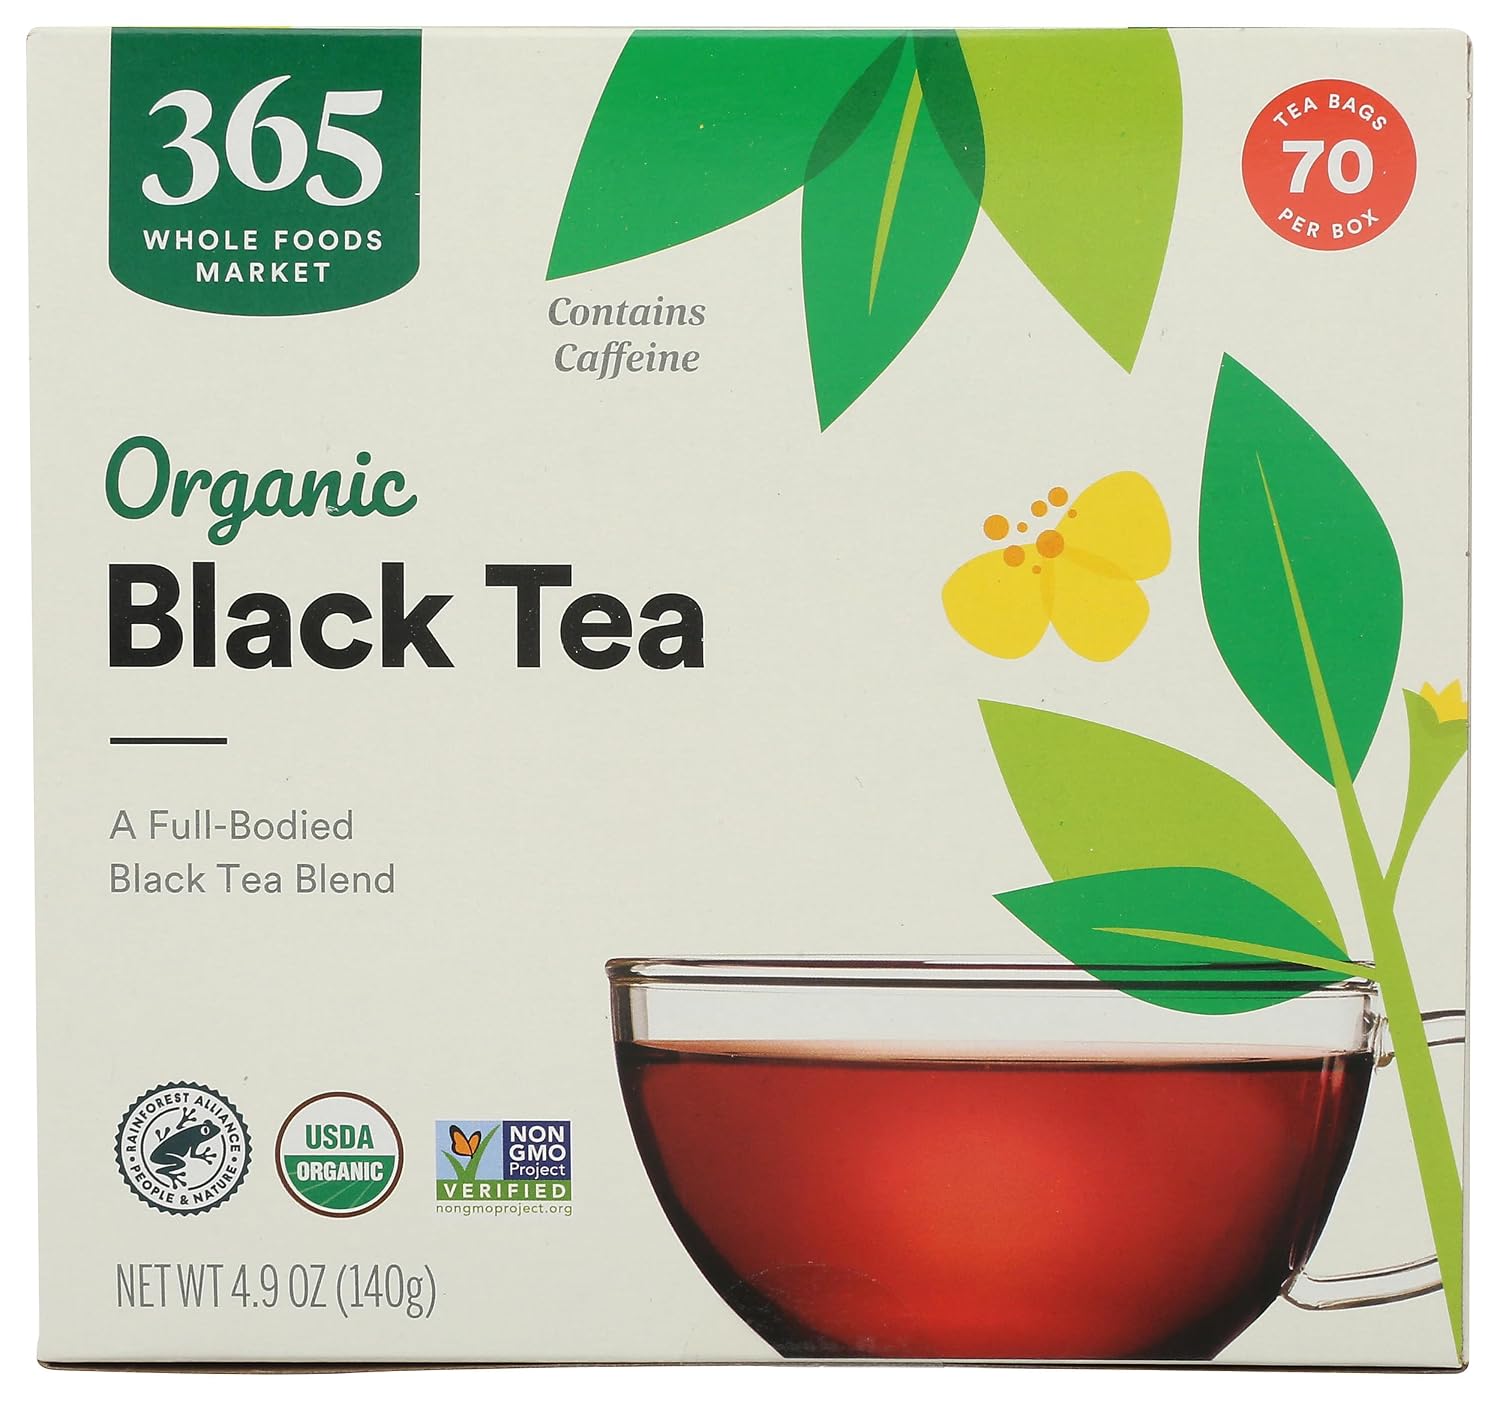 365
WHOLE FOODS
MARKET
TEA BAGS
70
PER BOX
Contains
Caffeine
Organic
Black Tea
A Full-Bodied
Black Tea Blend
RAINFOREST ALLIANCE
PEOPLE & NATURE
USDA
ORGANIC
NON
GMO
Project
VERIFIED
nongmoproject.org
NET WT 4.9 OZ (140g)